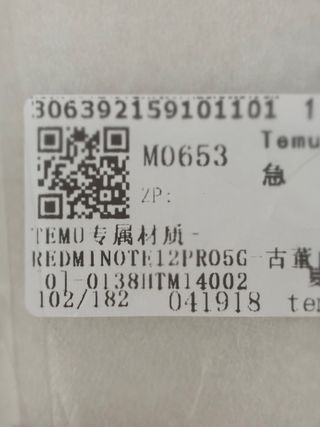 306392159101101 1
M0653
Temu
急
ZP:
TEMU专属材质-
REDMINOTE12PRO5G-古董
01-0138HTM14002
102/182 041918 tem